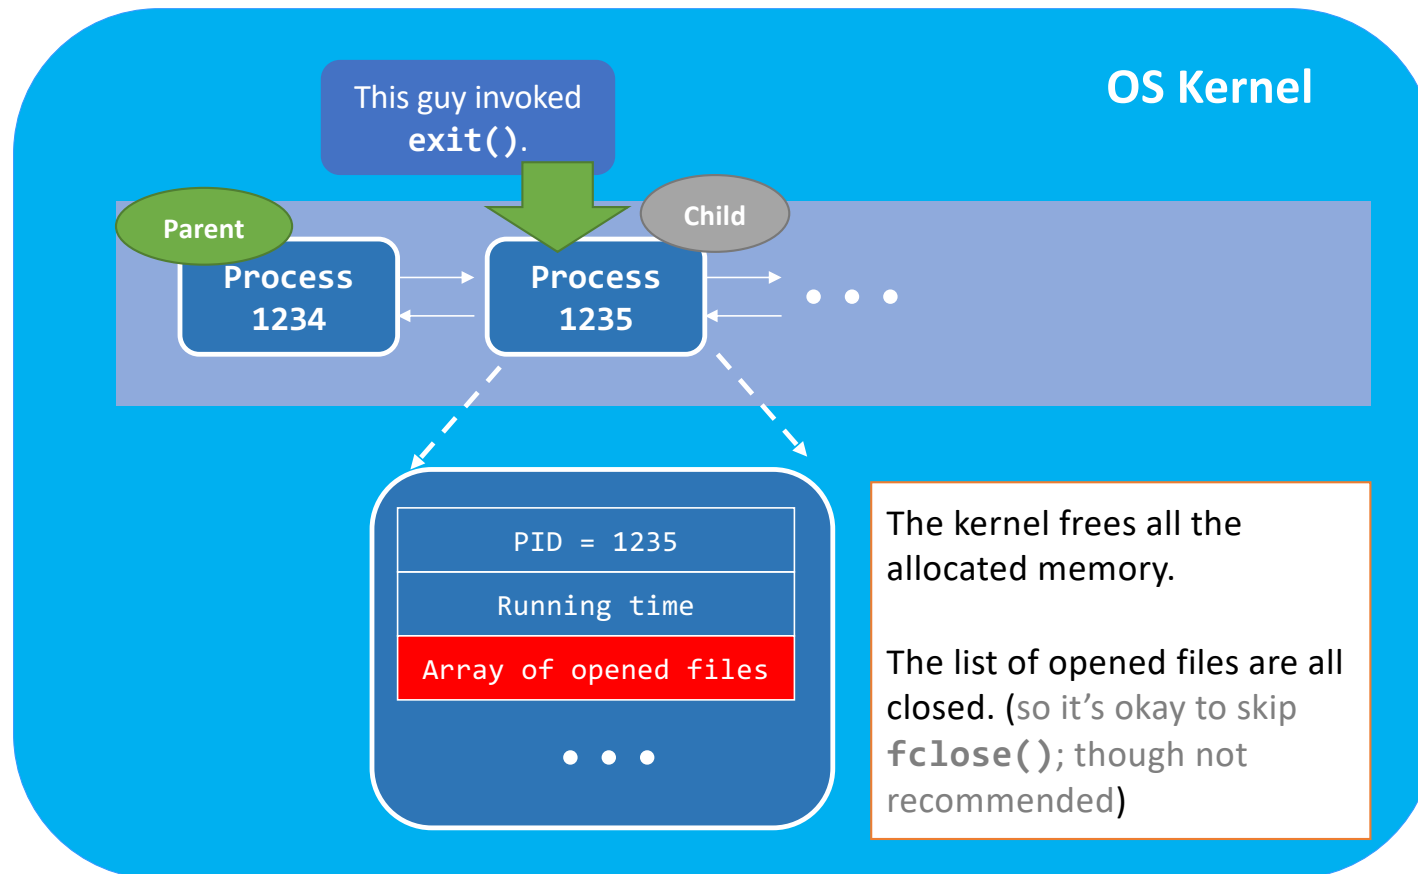 OS Kernel
This guy invoked
exit().
Parent
Child
Process
1234
Process
1235
PID = 1235
Running time
Array of opened files
The kernel frees all the
allocated memory.
The list of opened files are all
closed. (so it’s okay to skip
fclose(); though not
recommended)